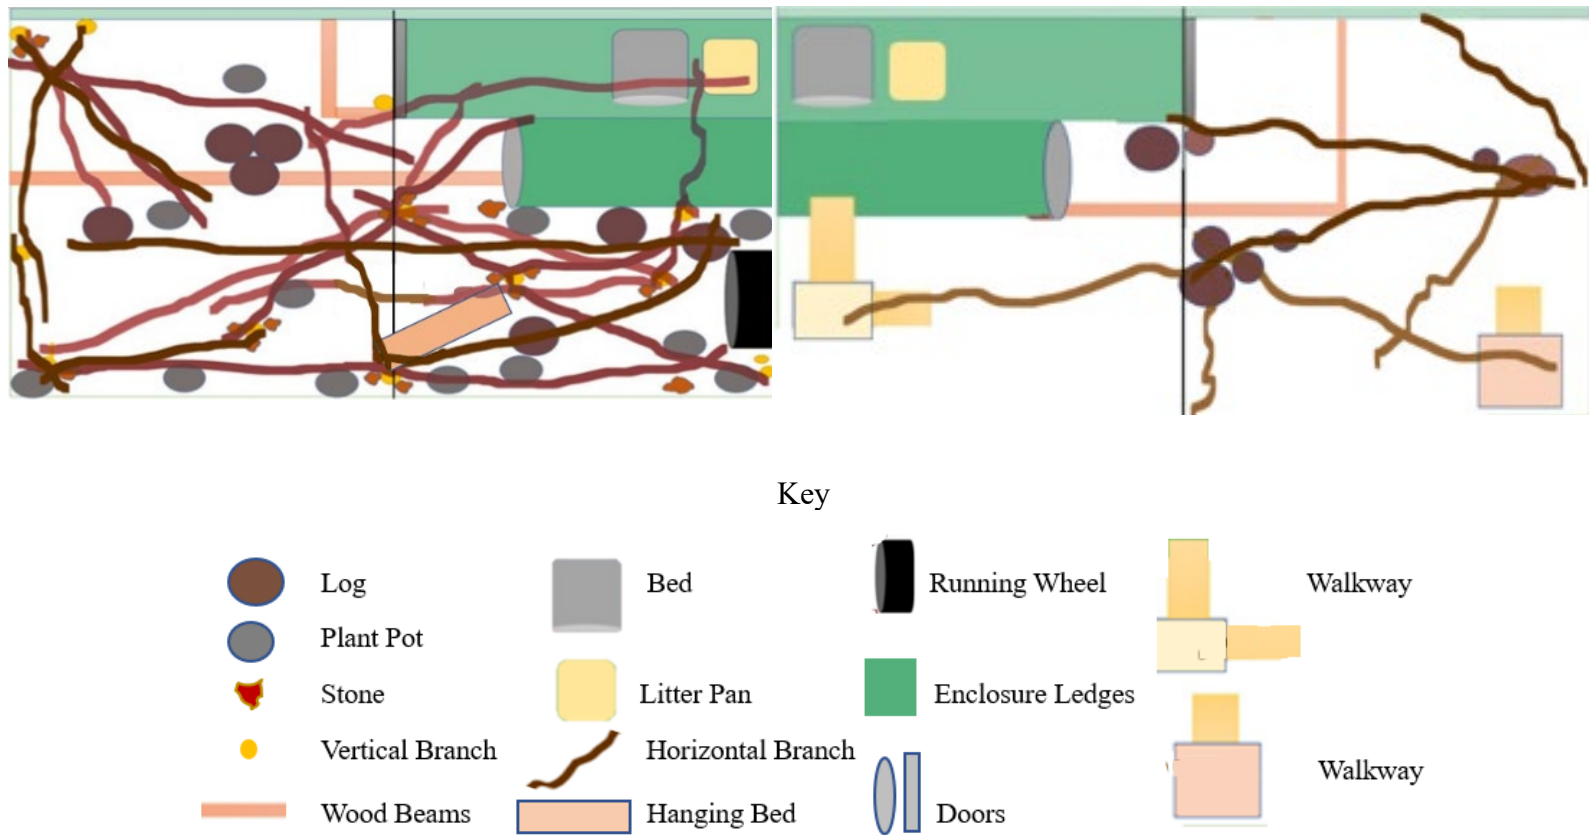 Key
Log
Bed
Running Wheel
Walkway
Plant Pot
Stone
Litter Pan
Enclosure Ledges
Vertical Branch
Horizontal Branch
Walkway
Wood Beams
Hanging Bed
Doors